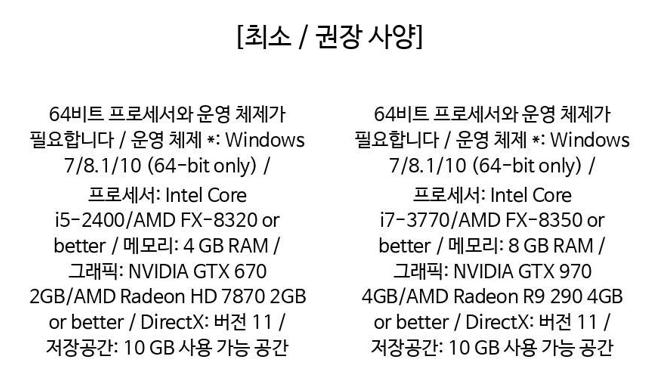 [최소 / 권장 사양]
64비트 프로세서와 운영 체제가
필요합니다 / 운영 체제 *: Windows
7/8.1/10 (64-bit only) /
프로세서: Intel Core
i5-2400/AMD FX-8320 or
better / 메모리: 4 GB RAM /
그래픽: NVIDIA GTX 670
2GB/AMD Radeon HD 7870 2GB
or better / DirectX: 버전 11 /
저장공간: 10 GB 사용 가능 공간
64비트 프로세서와 운영 체제가
필요합니다 / 운영 체제 *: Windows
7/8.1/10 (64-bit only) /
프로세서: Intel Core
i7-3770/AMD FX-8350 or
better / 메모리: 8 GB RAM /
그래픽: NVIDIA GTX 970
4GB/AMD Radeon R9 290 4GB
or better / DirectX: 버전 11 /
저장공간: 10 GB 사용 가능 공간